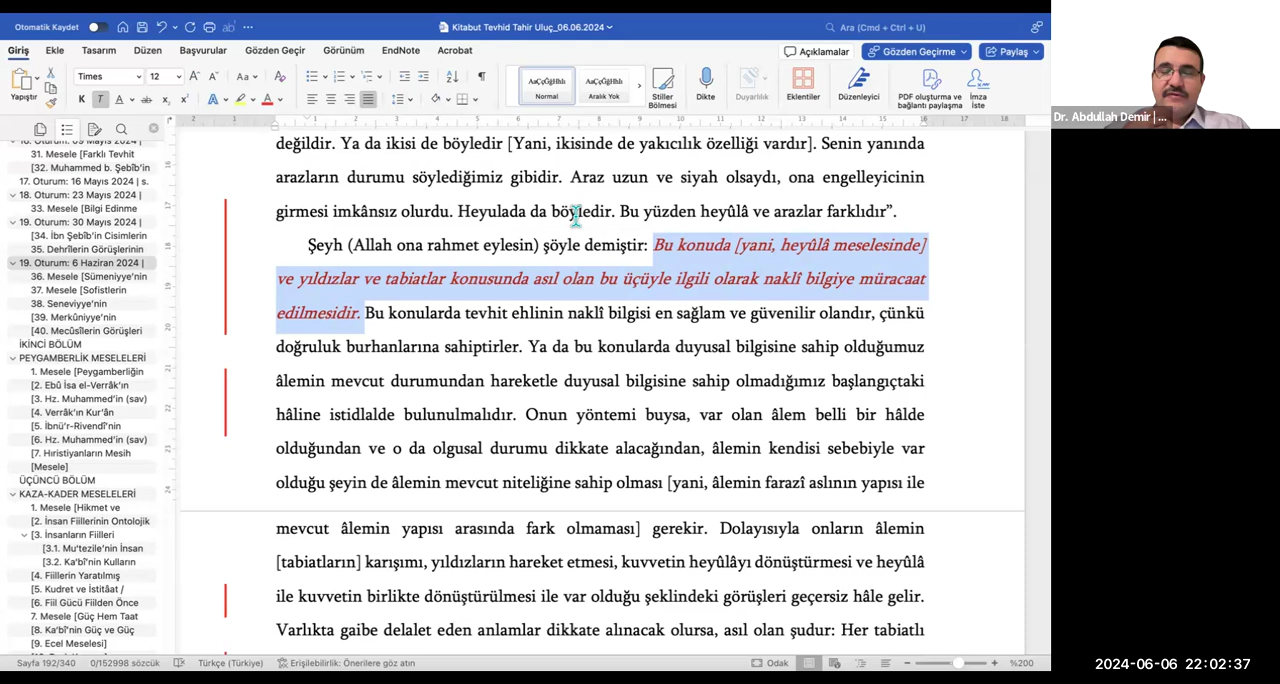 Otomatik Kaydet
Kitabut Tevhid Tahir Uluç_06.06.2024
Ara (Cmd + Ctrl + U)
Giriş Ekle Tasarım Düzen Başvurular Gözden Geçir Görünüm EndNote Acrobat
Açıklamalar Gözden Geçirme Paylaş
Yapıştır
Times 12
AaÇçĞğHhIı Normal
AaÇçĞğHhIı Aralık Yok
Stiller Bölmesi
Dikte
Duyarlılık
Eklentiler
Düzenleyici
PDF oluşturma ve bağlantı paylaşma
İmza İste
Dr. Abdullah Demir | ...
16. Oturum: 09 Mayıs 2024 |
31. Mesele [Farklı Tevhit
[32. Muhammed b. Şebîb'in
17. Oturum: 16 Mayıs 2024 | s.
18. Oturum: 23 Mayıs 2024 |
33. Mesele [Bilgi Edinme
19. Oturum: 30 Mayıs 2024 |
[34. İbn Şebîb'in Cisimlerin
35. Dehrîlerin Görüşlerinin
19. Oturum: 6 Haziran 2024 |
36. Mesele [Sümeniyye'nin
37. Mesele [Sofistlerin
38. Seneviyye'nin
[39. Merkûniyye'nin
[40. Mecûsîlerin Görüşleri
İKİNCİ BÖLÜM
PEYGAMBERLİK MESELELERİ
1. Mesele [Peygamberliğin
[2. Ebû İsa el-Verrâk'ın
[3. Hz. Muhammed'in (sav)
[4. Verrâk'ın Kur'ân
[5. İbnü'r-Rivendî'nin
[6. Hz. Muhammed'in (sav)
[7. Hıristiyanların Mesih
[Mesele]
ÜÇÜNCÜ BÖLÜM
KAZA-KADER MESELELERİ
1. Mesele [Hikmet ve
[2. İnsan Fiillerinin Ontolojik
[3. İnsanların Fiilleri
[3.1. Mu'tezile'nin İnsan
[3.2. Ka'bî'nin Kulların
[4. Fiillerin Yaratılmış
[5. Kudret ve İstitâat /
[6. Fiil Gücü Fiilden Önce
7. Mesele [Güç Hem Taat
[8. Ka'bî'nin Güç ve Güç
[9. Ecel Meselesi]
değildir. Ya da ikisi de böyledir [Yani, ikisinde de yakıcılık özelliği vardır]. Senin yanında
arazların durumu söylediğimiz gibidir. Araz uzun ve siyah olsaydı, ona engelleyicinin
girmesi imkânsız olurdu. Heyulada da böyledir. Bu yüzden heyûlâ ve arazlar farklıdır”.
Şeyh (Allah ona rahmet eylesin) şöyle demiştir: Bu konuda [yani, heyûlâ meselesinde]
ve yıldızlar ve tabiatlar konusunda asıl olan bu üçüyle ilgili olarak naklî bilgiye müracaat
edilmesidir. Bu konularda tevhit ehlinin naklî bilgisi en sağlam ve güvenilir olandır, çünkü
doğruluk burhanlarına sahiptirler. Ya da bu konularda duyusal bilgisine sahip olduğumuz
âlemin mevcut durumundan hareketle duyusal bilgisine sahip olmadığımız başlangıçtaki
hâline istidlalde bulunulmalıdır. Onun yöntemi buysa, var olan âlem belli bir hâlde
olduğundan ve o da olgusal durumu dikkate alacağından, âlemin kendisi sebebiyle var
olduğu şeyin de âlemin mevcut niteliğine sahip olması [yani, âlemin farazî aslının yapısı ile
mevcut âlemin yapısı arasında fark olmaması] gerekir. Dolayısıyla onların âlemin
[tabiatların] karışımı, yıldızların hareket etmesi, kuvvetin heyûlâyı dönüştürmesi ve heyûlâ
ile kuvvetin birlikte dönüştürülmesi ile var olduğu şeklindeki görüşleri geçersiz hâle gelir.
Varlıkta gaibe delalet eden anlamlar dikkate alınacak olursa, asıl olan şudur: Her tabiatlı
Sayfa 192/340 0/152998 sözcük Türkçe (Türkiye) Erişilebilirlik: Önerilere göz atın Odak %200
2024-06-06 22:02:37